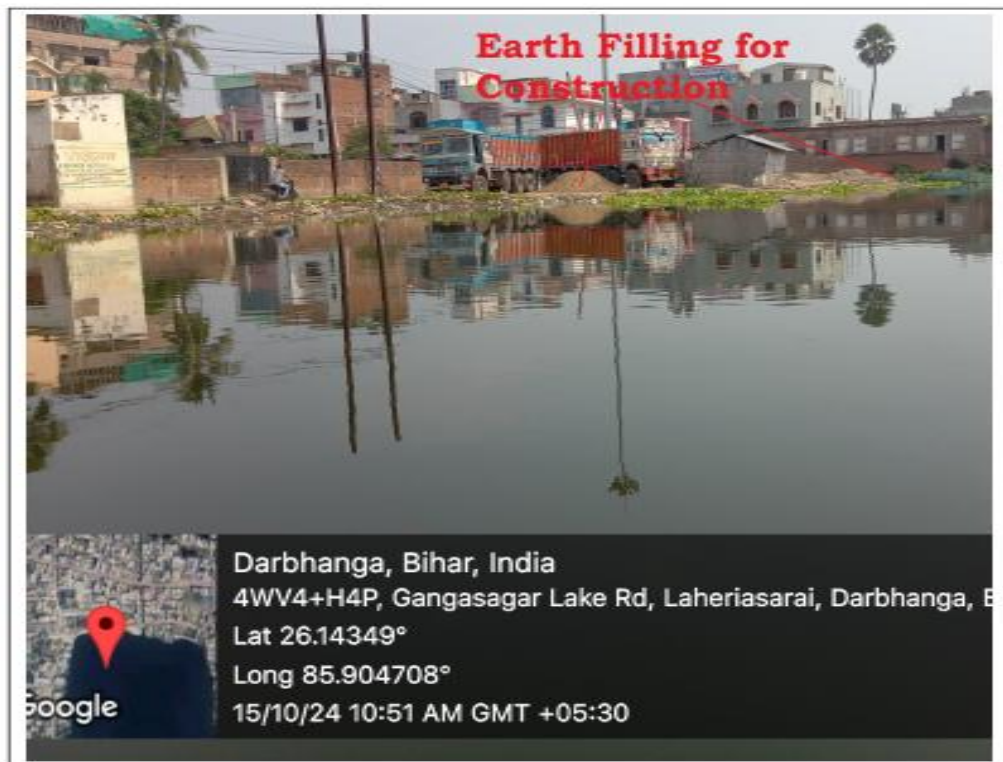 Earth Filling for
Construction
Darbhanga, Bihar, India
4WV4+H4P, Gangasagar Lake Rd, Laheriasarai, Darbhanga, B
Lat 26.14349°
Long 85.904708°
15/10/24 10:51 AM GMT +05:30
Google